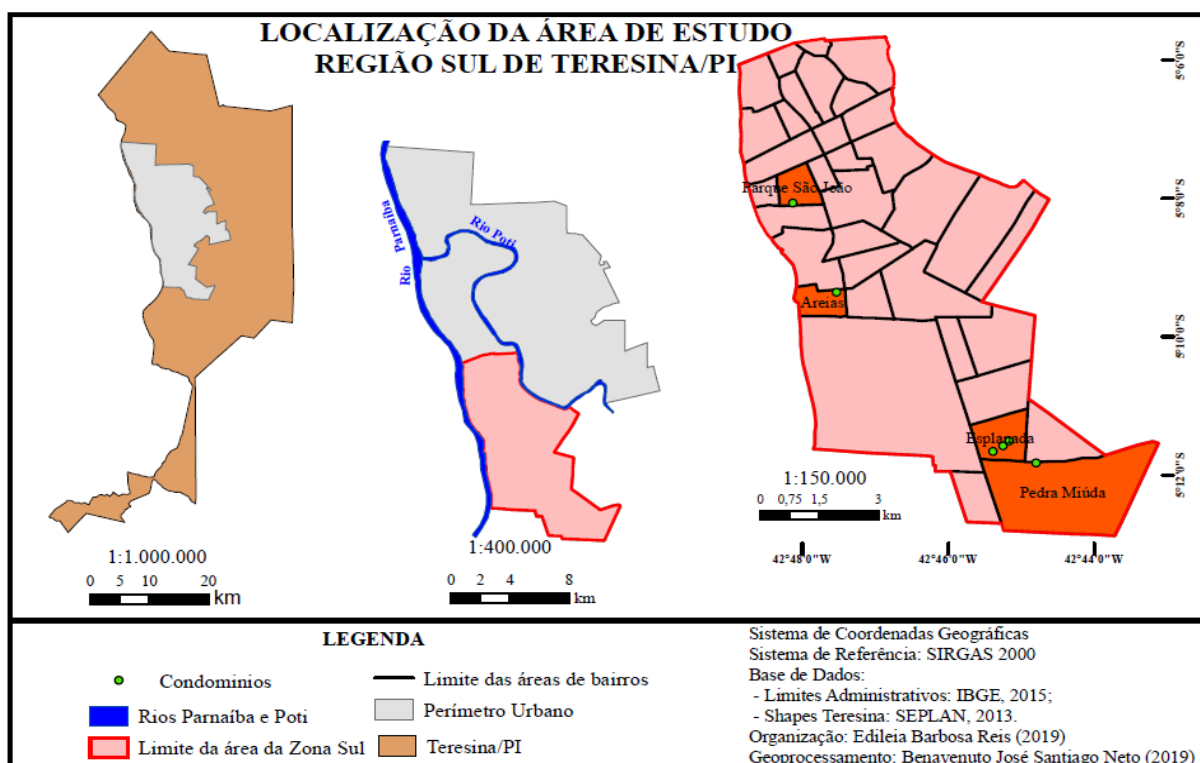 LOCALIZAÇÃO DA ÁREA DE ESTUDO
REGIÃO SUL DE TERESINA/PI
Rio Parnaíba
Rio Poti
Parque São João
Areias
Esplanada
Pedra Miúda
5°6'0"S
5°8'0"S
5°10'0"S
5°12'0"S
42°48'0"W
42°46'0"W
42°44'0"W
1:1.000.000
0 5 10 20
km
1:400.000
0 2 4 8
km
1:150.000
0 0,75 1,5 3
km
LEGENDA
Condominios
Rios Parnaíba e Poti
Limite da área da Zona Sul
Limite das áreas de bairros
Perímetro Urbano
Teresina/PI
Sistema de Coordenadas Geográficas
Sistema de Referência: SIRGAS 2000
Base de Dados:
- Limites Administrativos: IBGE, 2015;
- Shapes Teresina: SEPLAN, 2013.
Organização: Edileia Barbosa Reis (2019)
Geoprocessamento: Benavenuto José Santiago Neto (2019)